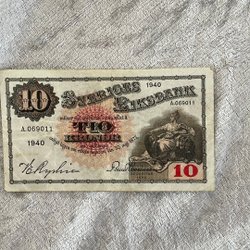 10
SVERIGES
RIKSBANK
1940
A.069011
A.069011
TIO
KRONOR
1940
10